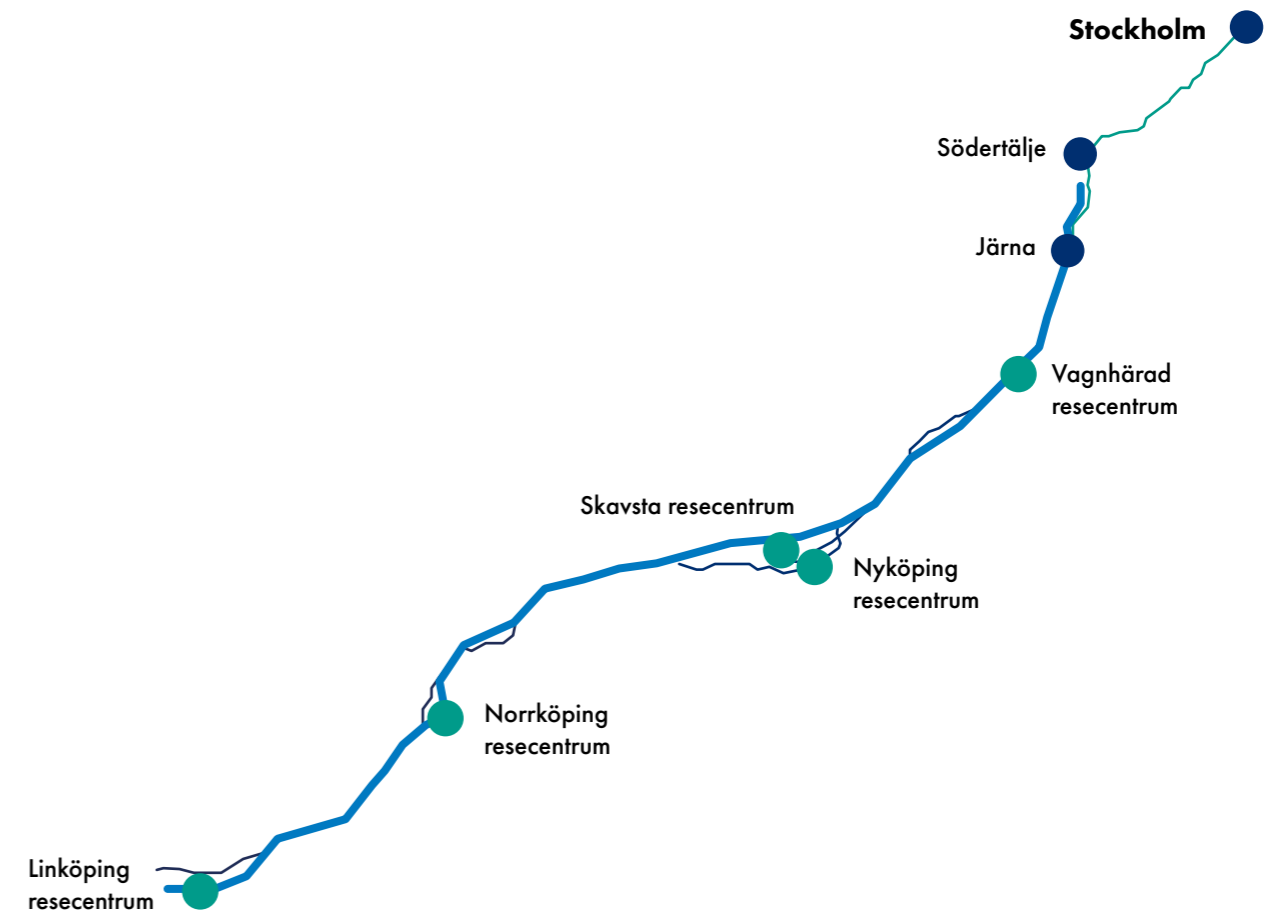 Stockholm
Södertälje
Järna
Vagnhärad
resecentrum
Skavsta resecentrum
Nyköping
resecentrum
Norrköping
resecentrum
Linköping
resecentrum